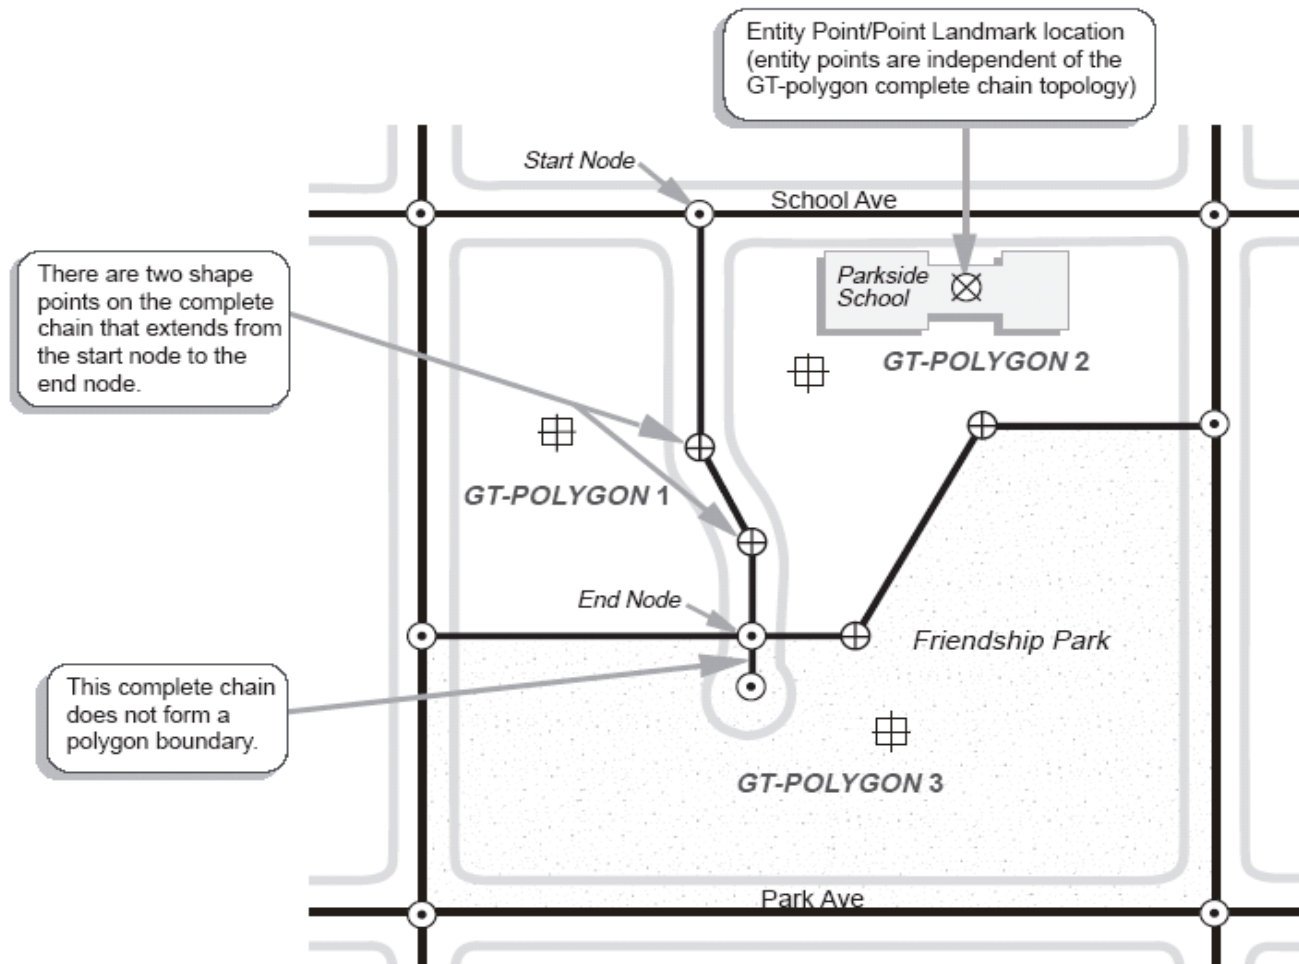 Entity Point/Point Landmark location
(entity points are independent of the
GT-polygon complete chain topology)
Start Node
School Ave
There are two shape
points on the complete
chain that extends from
the start node to the
end node.
Parkside
School
GT-POLYGON 2
GT-POLYGON 1
End Node
Friendship Park
This complete chain
does not form a
polygon boundary.
GT-POLYGON 3
Park Ave